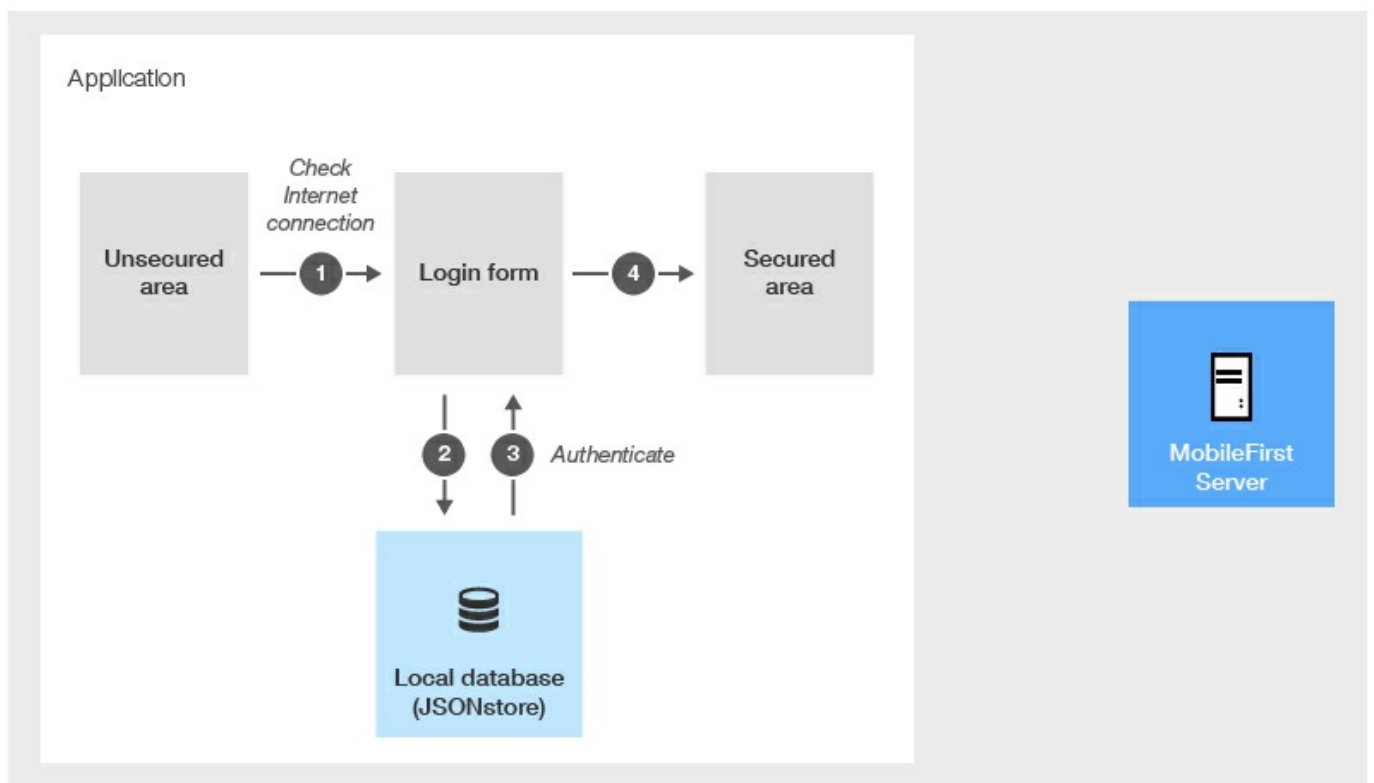 Application
Check
Internet
connection
Unsecured
area
1
Login form
4
Secured
area
2
3
Authenticate
MobileFirst
Server
Local database
(JSONstore)